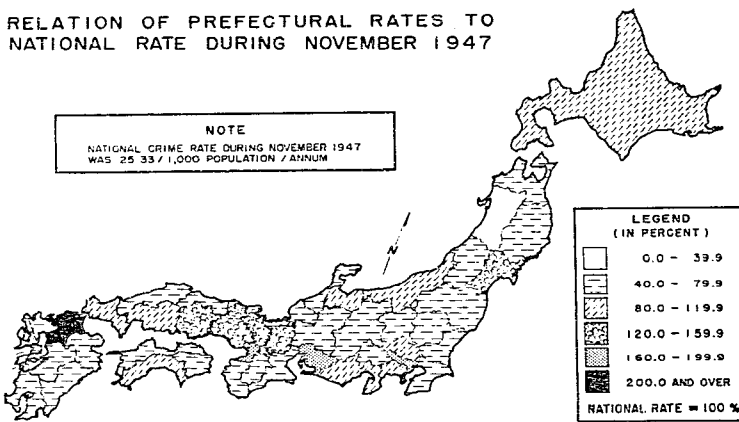 RELATION OF PREFECTURAL RATES TO
NATIONAL RATE DURING NOVEMBER 1947
NOTE
NATIONAL CRIME RATE DURING NOVEMBER 1947
WAS 25 33 / 1,000 POPULATION / ANNUM
N
LEGEND
(IN PERCENT)
0.0 - 39.9
40.0 - 79.9
80.0 - 119.9
120.0 - 159.9
160.0 - 199.9
200.0 AND OVER
NATIONAL RATE = 100 %